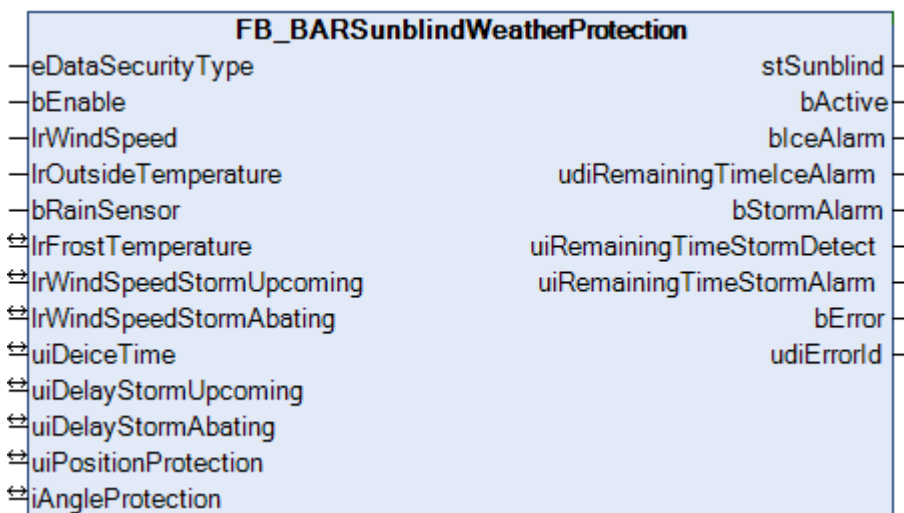 FB_BARSunblindWeatherProtection
eDataSecurityType stSunblind
bEnable bActive
lrWindSpeed bIceAlarm
lrOutsideTemperature udiRemainingTimeIceAlarm
bRainSensor bStormAlarm
lrFrostTemperature uiRemainingTimeStormDetect
lrWindSpeedStormUpcoming uiRemainingTimeStormAlarm
lrWindSpeedStormAbating bError
uiDeiceTime udiErrorId
uiDelayStormUpcoming
uiDelayStormAbating
uiPositionProtection
iAngleProtection